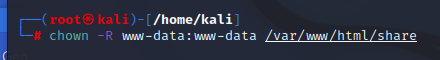 ┌──(root㉿kali)-[/home/kali]
└─# chown -R www-data:www-data /var/www/html/share